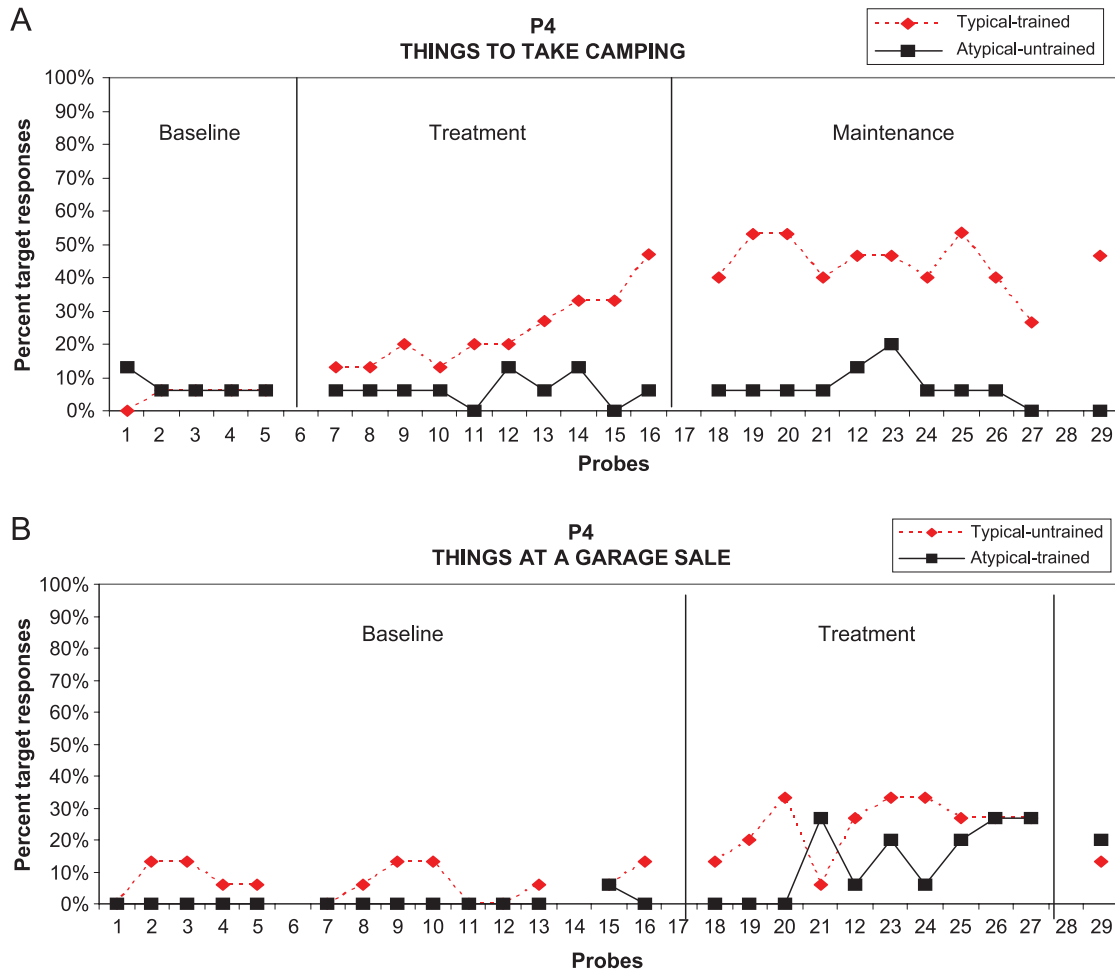 A
P4
THINGS TO TAKE CAMPING
Typical-trained
Atypical-untrained
Percent target responses
100%
90%
80%
70%
60%
50%
40%
30%
20%
10%
0%
Baseline
Treatment
Maintenance
1 2 3 4 5 6 7 8 9 10 11 12 13 14 15 16 17 18 19 20 21 12 23 24 25 26 27 28 29
Probes
B
P4
THINGS AT A GARAGE SALE
Typical-untrained
Atypical-trained
Percent target responses
100%
90%
80%
70%
60%
50%
40%
30%
20%
10%
0%
Baseline
Treatment
1 2 3 4 5 6 7 8 9 10 11 12 13 14 15 16 17 18 19 20 21 12 23 24 25 26 27 28 29
Probes